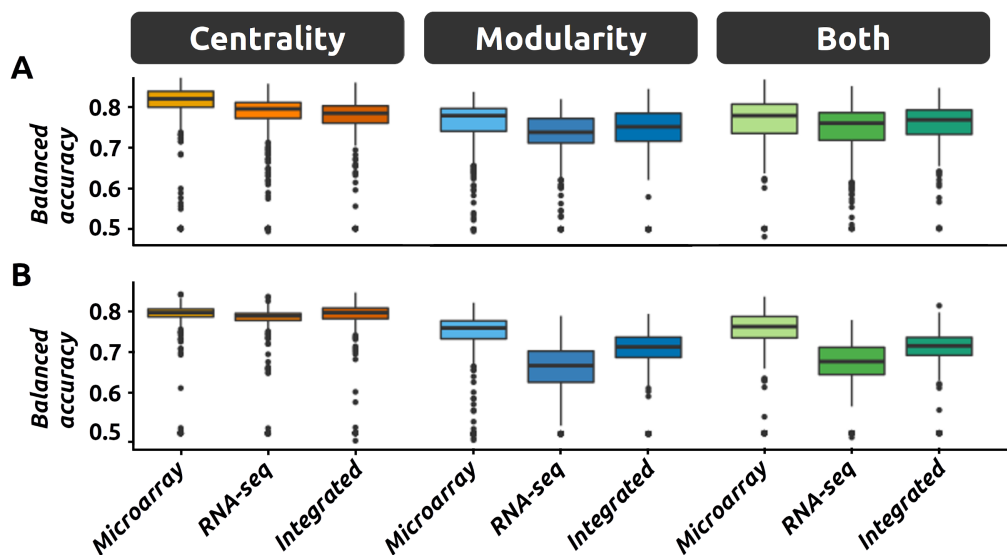 Centrality Modularity Both
A
Balanced
accuracy
0.8
0.7
0.6
0.5
B
Balanced
accuracy
0.8
0.7
0.6
0.5
Microarray RNA-seq Integrated Microarray RNA-seq Integrated Microarray RNA-seq Integrated